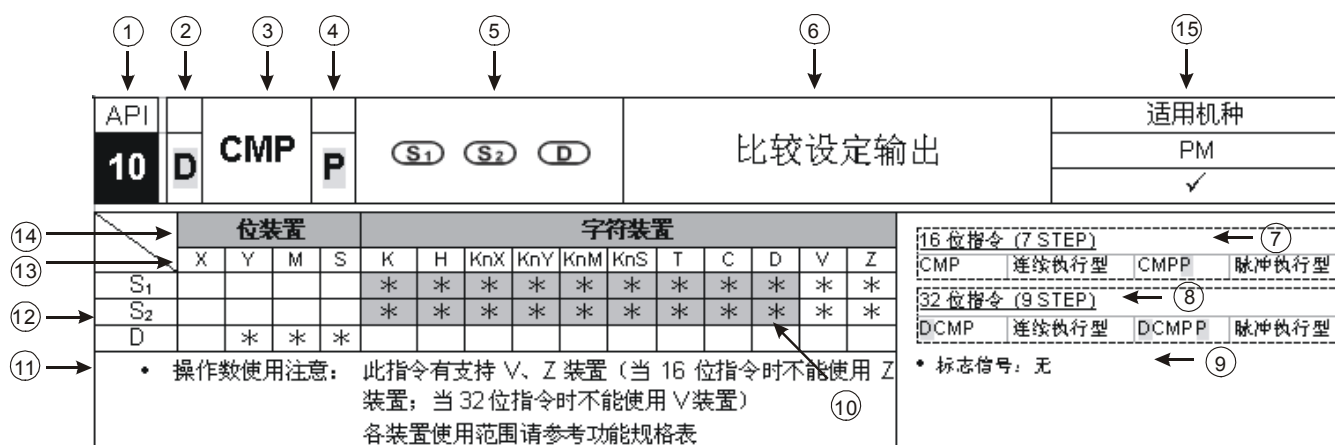 ① ② ③ ④ ⑤ ⑥ ⑮
API
10 D CMP P S1 S2 D 比较设定输出
适用机种
PM
✓
⑭ 位装置 字符装置
⑬ X Y M S K H KnX KnY KnM KnS T C D V Z
S1 * * * * * * * * * * *
⑫ S2 * * * * * * * * * * *
D * * *
⑪ • 操作数使用注意： 此指令有支持 V、Z 装置（当 16 位指令时不能使用 Z
装置；当 32 位指令时不能使用 V 装置）
各装置使用范围请参考功能规格表
⑩
16 位指令 (7 STEP) ⑦
CMP 连续执行型 CMPP 脉冲执行型
32 位指令 (9 STEP) ⑧
DCMP 连续执行型 DCMPP 脉冲执行型
• 标志信号：无 ⑨